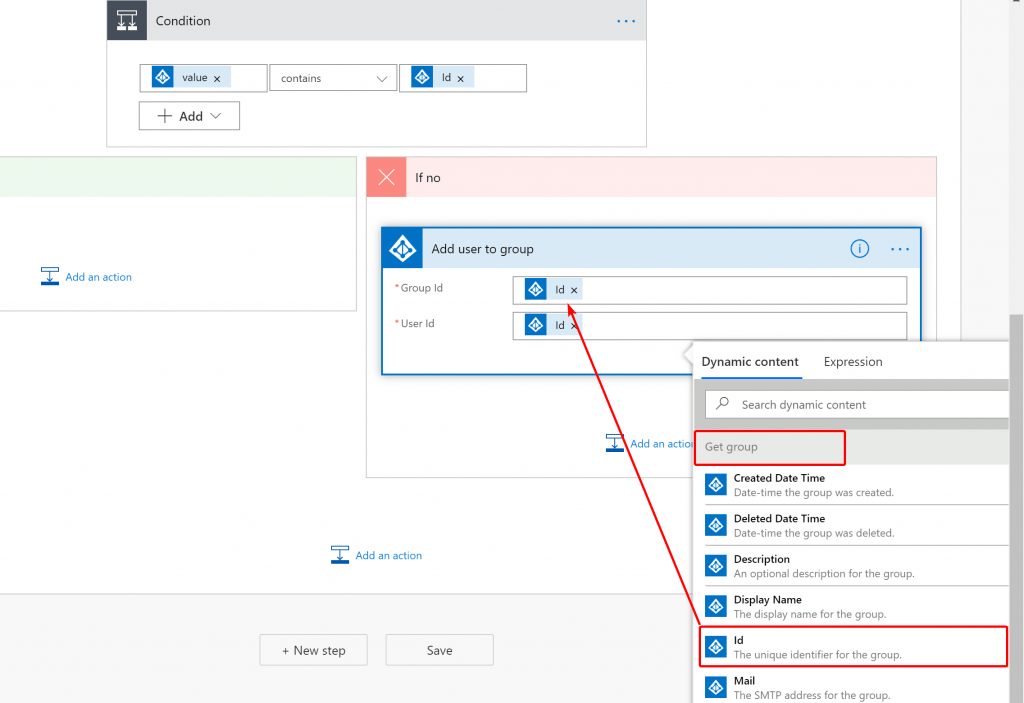 Condition
value × contains Id ×
Add
If no
Add user to group
Add an action
*Group Id Id ×
*User Id Id ×
Dynamic content Expression
Search dynamic content
Add an action
Get group
Created Date Time
Date-time the group was created.
Deleted Date Time
Date-time the group was deleted.
Add an action
Description
An optional description for the group.
Display Name
The display name for the group.
+ New step Save
Id
The unique identifier for the group.
Mail
The SMTP address for the group.